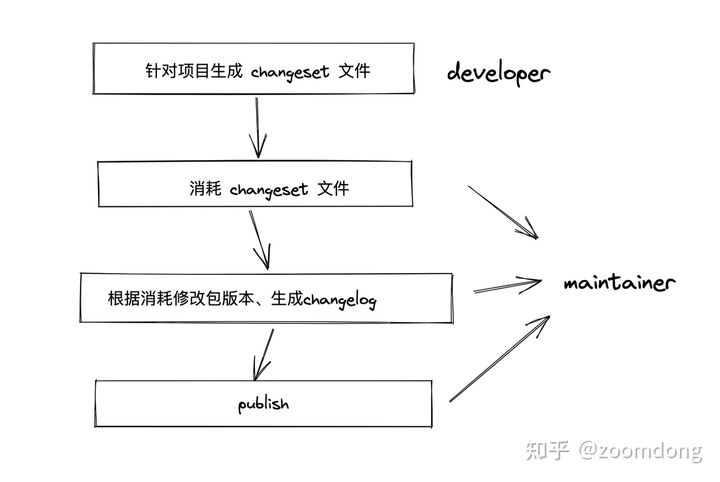 针对项目生成 changeset 文件
developer
消耗 changeset 文件
根据消耗修改包版本、生成changelog
maintainer
publish
知乎 @zoomdong